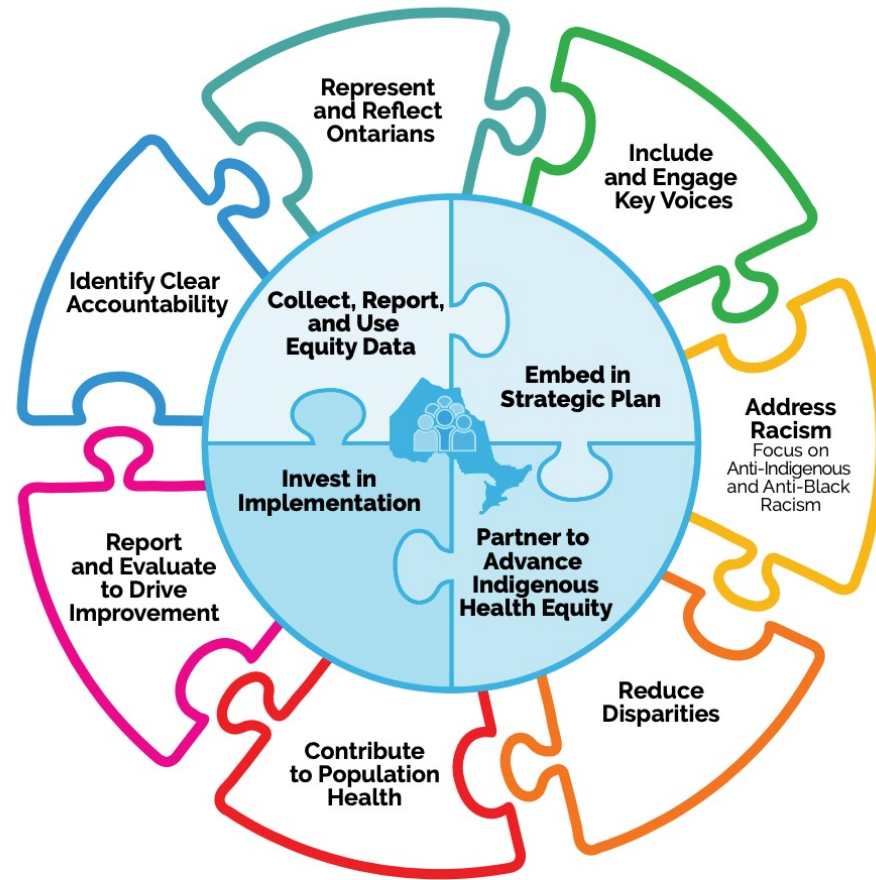 Represent
and Reflect
Ontarians
Include
and Engage
Key Voices
Identify Clear
Accountability
Collect, Report,
and Use
Equity Data
Embed in
Strategic Plan
Address
Racism
Focus on
Anti-Indigenous
and Anti-Black
Racism
Invest in
Implementation
Partner to
Advance
Indigenous
Health Equity
Report
and Evaluate
to Drive
Improvement
Reduce
Disparities
Contribute
to Population
Health